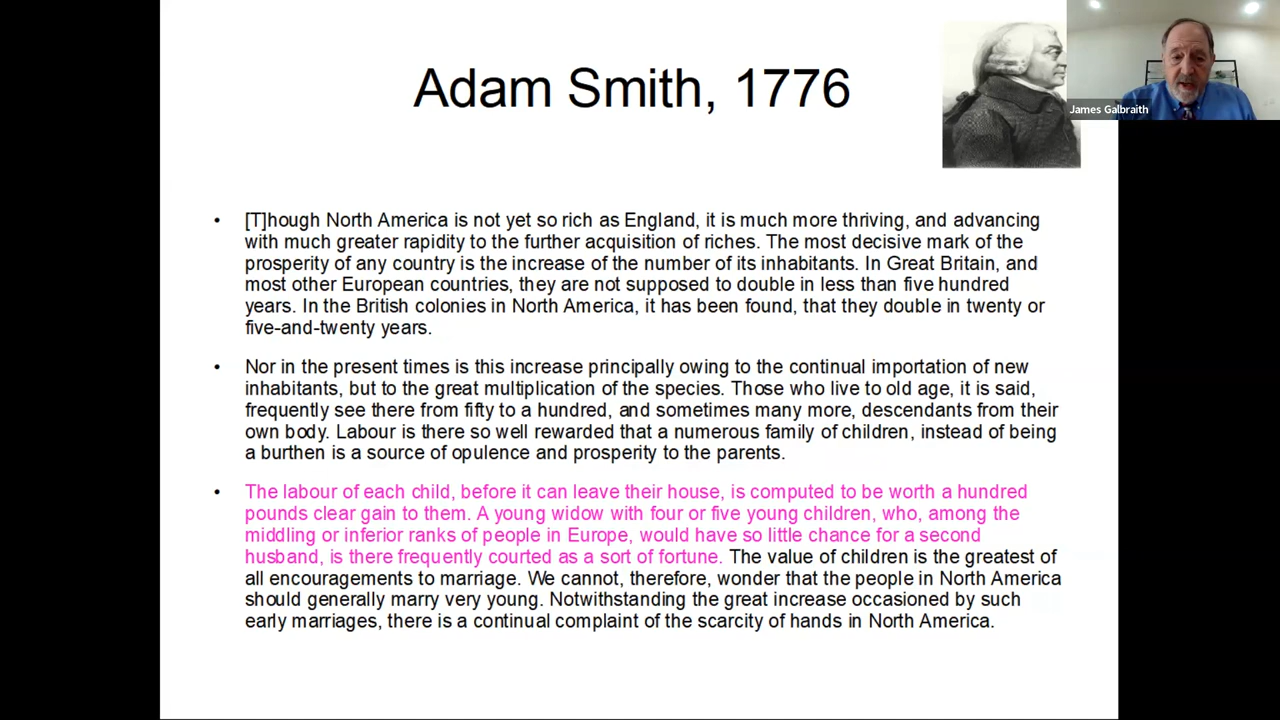 Adam Smith, 1776
James Galbraith
• [T]hough North America is not yet so rich as England, it is much more thriving, and advancing
with much greater rapidity to the further acquisition of riches. The most decisive mark of the
prosperity of any country is the increase of the number of its inhabitants. In Great Britain, and
most other European countries, they are not supposed to double in less than five hundred
years. In the British colonies in North America, it has been found, that they double in twenty or
five-and-twenty years.
• Nor in the present times is this increase principally owing to the continual importation of new
inhabitants, but to the great multiplication of the species. Those who live to old age, it is said,
frequently see there from fifty to a hundred, and sometimes many more, descendants from their
own body. Labour is there so well rewarded that a numerous family of children, instead of being
a burthen is a source of opulence and prosperity to the parents.
• The labour of each child, before it can leave their house, is computed to be worth a hundred
pounds clear gain to them. A young widow with four or five young children, who, among the
middling or inferior ranks of people in Europe, would have so little chance for a second
husband, is there frequently courted as a sort of fortune. The value of children is the greatest of
all encouragements to marriage. We cannot, therefore, wonder that the people in North America
should generally marry very young. Notwithstanding the great increase occasioned by such
early marriages, there is a continual complaint of the scarcity of hands in North America.